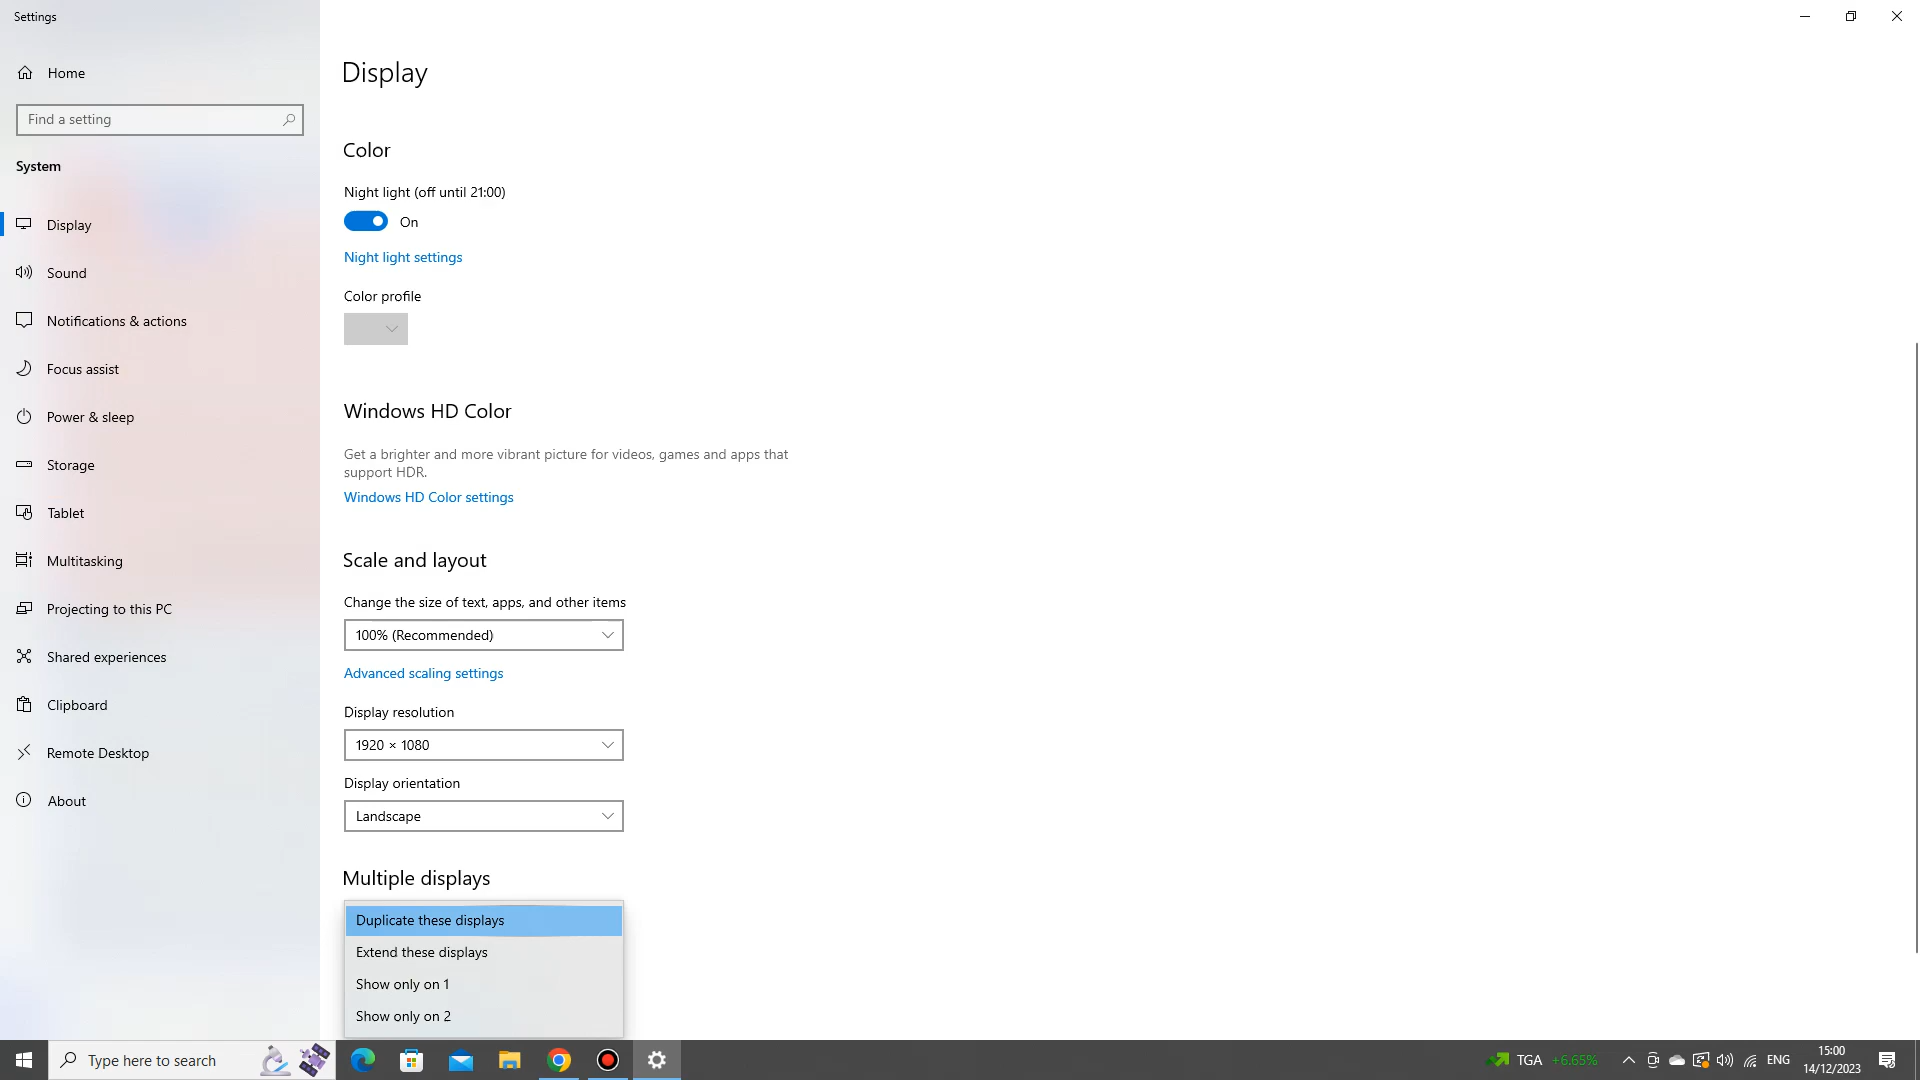 Settings
Home
Find a setting
System
Display
Sound
Notifications & actions
Focus assist
Power & sleep
Storage
Tablet
Multitasking
Projecting to this PC
Shared experiences
Clipboard
Remote Desktop
About
Display
Color
Night light (off until 21:00)
On
Night light settings
Color profile
Windows HD Color
Get a brighter and more vibrant picture for videos, games and apps that
support HDR.
Windows HD Color settings
Scale and layout
Change the size of text, apps, and other items
100% (Recommended)
Advanced scaling settings
Display resolution
1920 × 1080
Display orientation
Landscape
Multiple displays
Duplicate these displays
Extend these displays
Show only on 1
Show only on 2
Type here to search
TGA +6.65%
ENG
15:00
14/12/2023